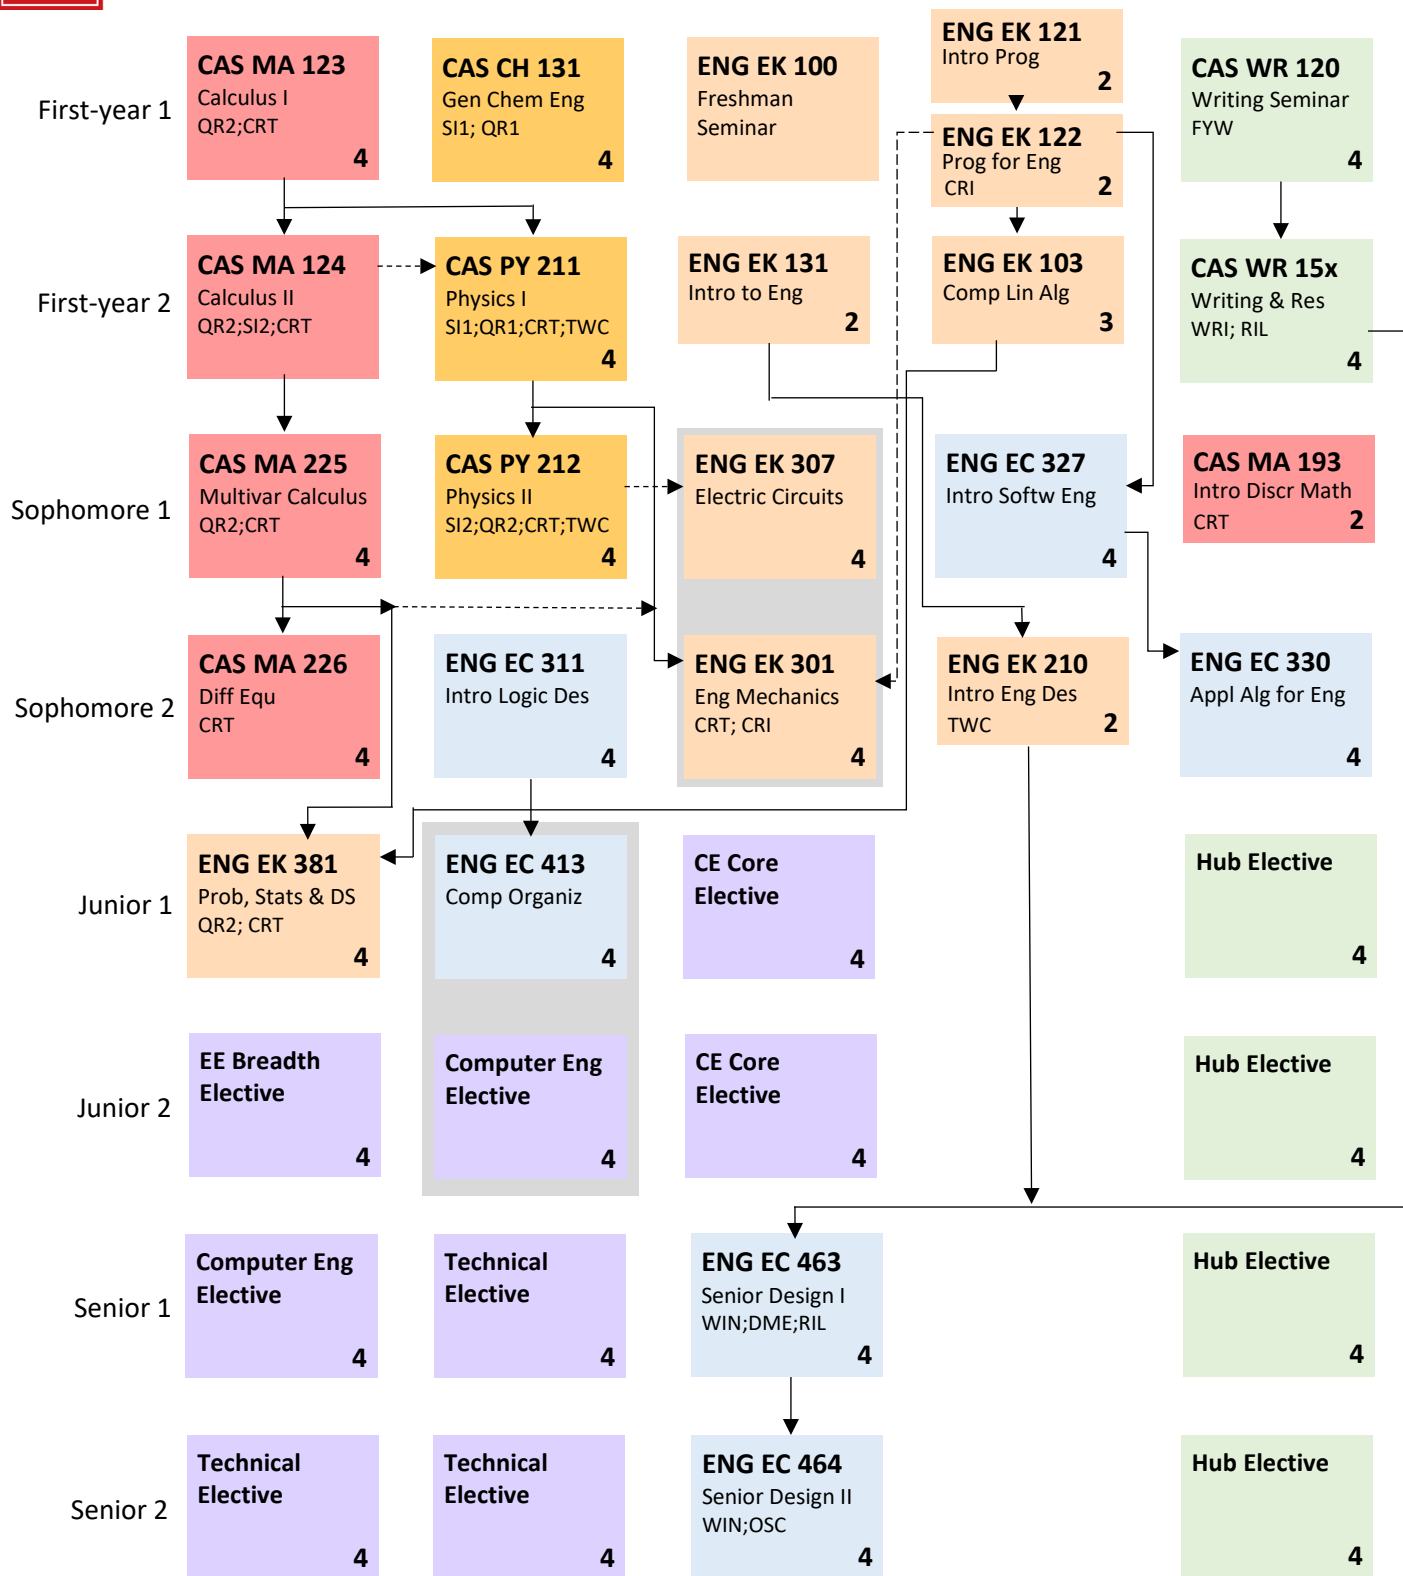 First-year 1
CAS MA 123
Calculus I
QR2;CRT
4
CAS CH 131
Gen Chem Eng
SI1; QR1
4
ENG EK 100
Freshman
Seminar
ENG EK 121
Intro Prog
2
ENG EK 122
Prog for Eng
CRI
2
CAS WR 120
Writing Seminar
FYW
4
First-year 2
CAS MA 124
Calculus II
QR2;SI2;CRT
CAS PY 211
Physics I
SI1;QR1;CRT;TWC
4
ENG EK 131
Intro to Eng
2
ENG EK 103
Comp Lin Alg
3
CAS WR 15x
Writing & Res
WRI; RIL
4
Sophomore 1
CAS MA 225
Multivar Calculus
QR2;CRT
4
CAS PY 212
Physics II
SI2;QR2;CRT;TWC
4
ENG EK 307
Electric Circuits
4
ENG EC 327
Intro Softw Eng
4
CAS MA 193
Intro Discr Math
CRT
2
Sophomore 2
CAS MA 226
Diff Equ
CRT
4
ENG EC 311
Intro Logic Des
4
ENG EK 301
Eng Mechanics
CRT; CRI
4
ENG EK 210
Intro Eng Des
TWC
2
ENG EC 330
Appl Alg for Eng
4
Junior 1
ENG EK 381
Prob, Stats & DS
QR2; CRT
4
ENG EC 413
Comp Organiz
4
CE Core
Elective
4
Hub Elective
4
Junior 2
EE Breadth
Elective
4
Computer Eng
Elective
4
CE Core
Elective
4
Hub Elective
4
Senior 1
Computer Eng
Elective
4
Technical
Elective
4
ENG EC 463
Senior Design I
WIN;DME;RIL
4
Hub Elective
4
Senior 2
Technical
Elective
4
Technical
Elective
4
ENG EC 464
Senior Design II
WIN;OSC
4
Hub Elective
4